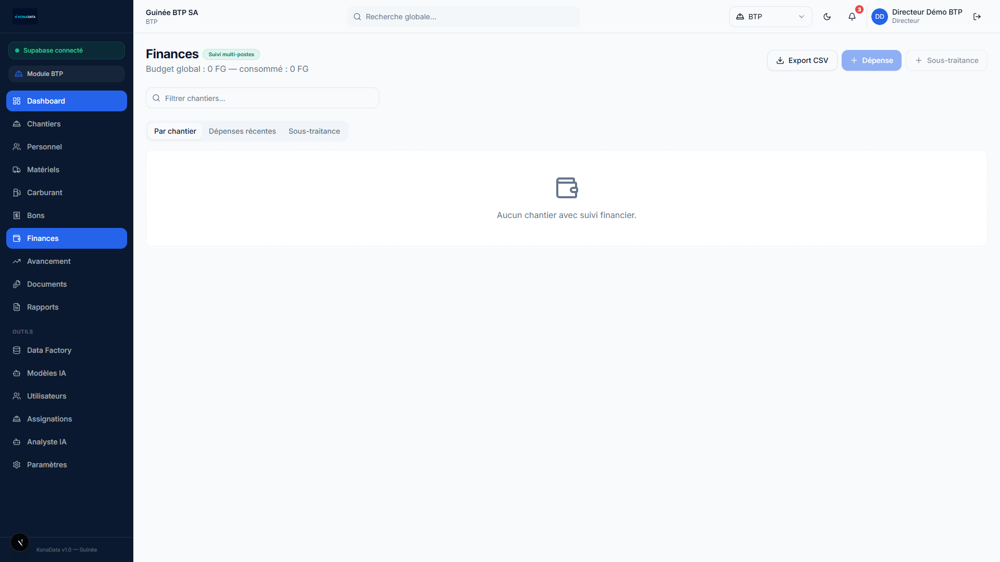 KONADATA
Supabase connecté
Module BTP
Dashboard
Chantiers
Personnel
Matériels
Carburant
Bons
Finances
Avancement
Documents
Rapports
OUTILS
Data Factory
Modèles IA
Utilisateurs
Assignations
Analyste IA
Paramètres
KonaData v1.0 — Guinée
Guinée BTP SA
BTP
Recherche globale...
BTP
3
DD
Directeur Démo BTP
Directeur
Finances
Suivi multi-postes
Budget global : 0 FG — consommé : 0 FG
Export CSV
Dépense
Sous-traitance
Filtrer chantiers...
Par chantier
Dépenses récentes
Sous-traitance
Aucun chantier avec suivi financier.